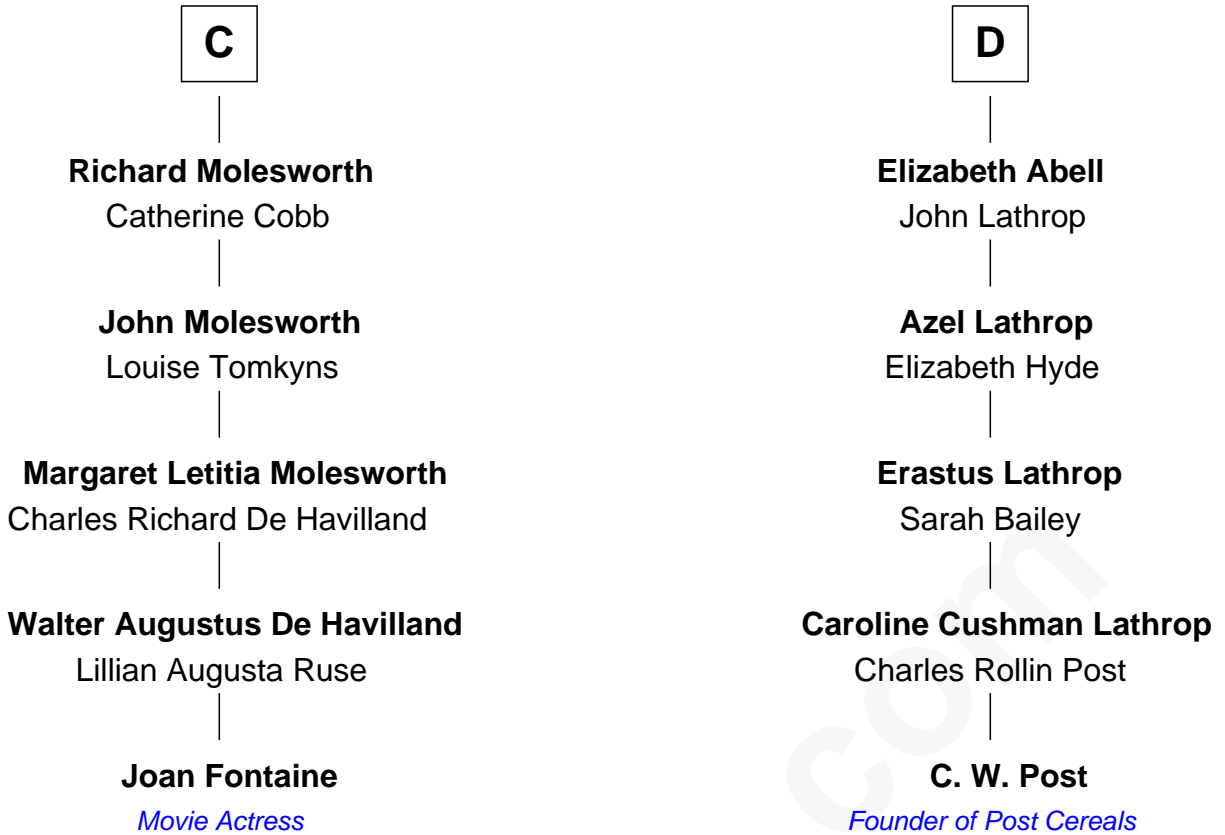 C
Richard Molesworth
Catherine Cobb
John Molesworth
Louise Tomkyns
Margaret Letitia Molesworth
Charles Richard De Havilland
Walter Augustus De Havilland
Lillian Augusta Ruse
Joan Fontaine
Movie Actress
D
Elizabeth Abell
John Lathrop
Azel Lathrop
Elizabeth Hyde
Erastus Lathrop
Sarah Bailey
Caroline Cushman Lathrop
Charles Rollin Post
C. W. Post
Founder of Post Cereals
com